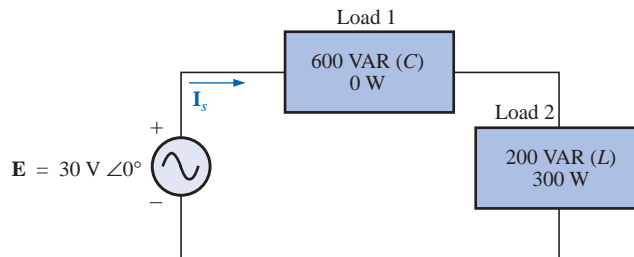 Load 1
600 VAR (C)
0 W
I_s
Load 2
200 VAR (L)
300 W
+
E = 30 V ∠0°
−